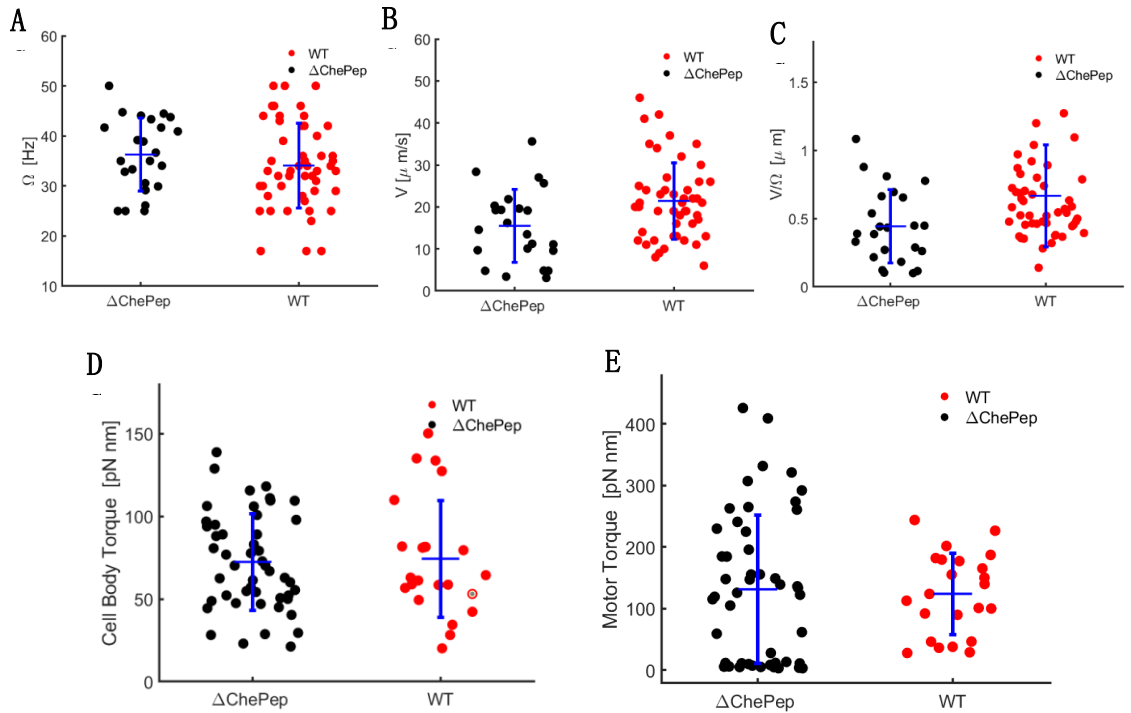 A
60
50
40
30
20
10
Ω [Hz]
WT
ΔChePep
ΔChePep
WT
B
60
50
40
30
20
10
0
V [μ m/s]
WT
ΔChePep
ΔChePep
WT
C
1.5
1
0.5
0
V/Ω [μ m]
WT
ΔChePep
ΔChePep
WT
D
150
100
50
0
Cell Body Torque [pN nm]
WT
ΔChePep
ΔChePep
WT
E
400
300
200
100
0
Motor Torque [pN nm]
WT
ΔChePep
ΔChePep
WT